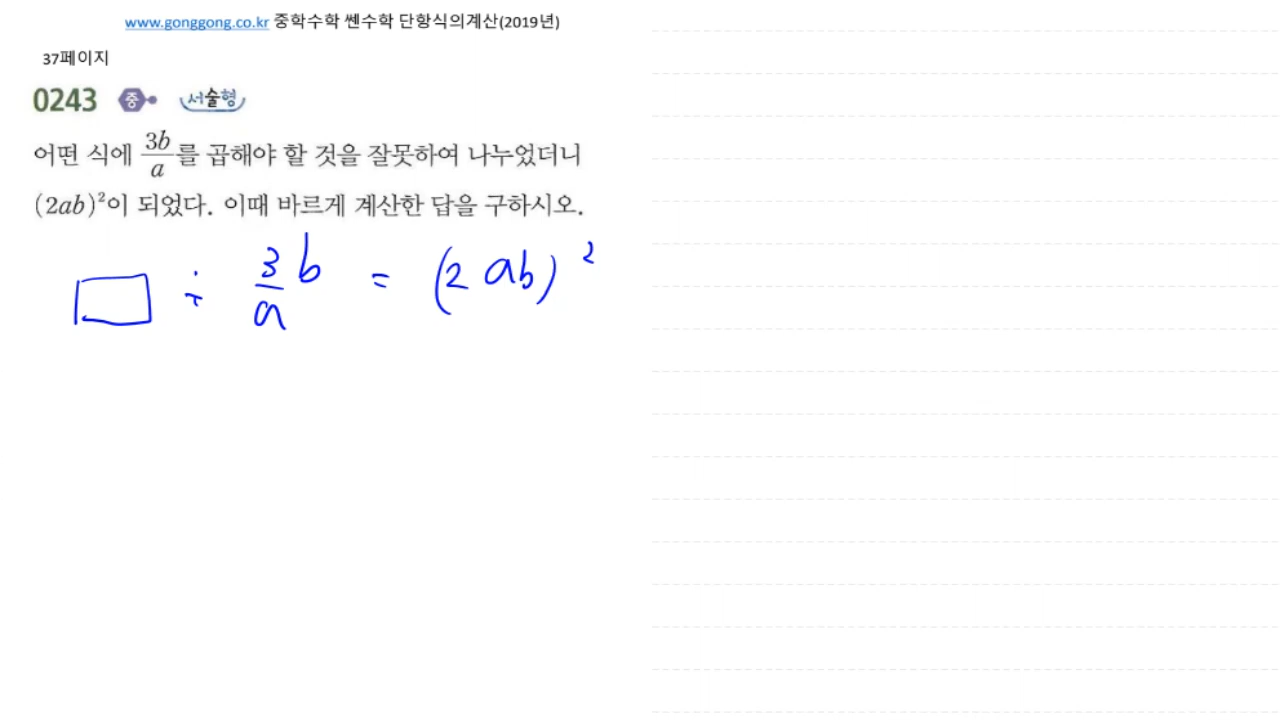 www.gonggong.co.kr 중학수학 쎈수학 단항식의계산(2019년)
37페이지
0243 중 서술형
어떤 식에 3b/a를 곱해야 할 것을 잘못하여 나누었더니
(2ab)²이 되었다. 이때 바르게 계산한 답을 구하시오.
□ ÷ 3/a b = (2ab)²